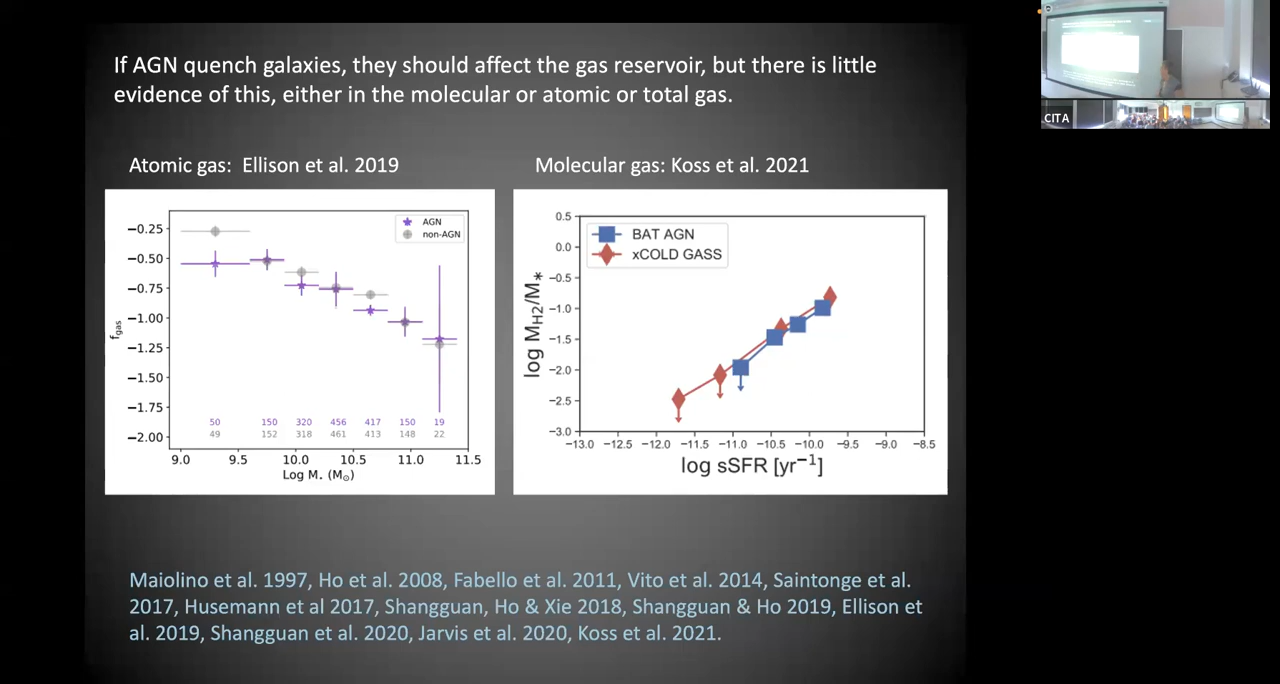 If AGN quench galaxies, they should affect the gas reservoir, but there is little
evidence of this, either in the molecular or atomic or total gas.
Atomic gas: Ellison et al. 2019
Molecular gas: Koss et al. 2021
AGN
non-AGN
−0.25
−0.50
−0.75
−1.00
−1.25
−1.50
−1.75
−2.00
fgas
50 150 320 456 417 150 19
49 152 318 461 413 148 22
9.0 9.5 10.0 10.5 11.0 11.5
Log M⋆ (M⊙)
BAT AGN
xCOLD GASS
0.5
0.0
−0.5
−1.0
−1.5
−2.0
−2.5
−3.0
log MH2/M*
−13.0 −12.5 −12.0 −11.5 −11.0 −10.5 −10.0 −9.5 −9.0 −8.5
log sSFR [yr−1]
Maiolino et al. 1997, Ho et al. 2008, Fabello et al. 2011, Vito et al. 2014, Saintonge et al.
2017, Husemann et al 2017, Shangguan, Ho & Xie 2018, Shangguan & Ho 2019, Ellison et
al. 2019, Shangguan et al. 2020, Jarvis et al. 2020, Koss et al. 2021.
CITA